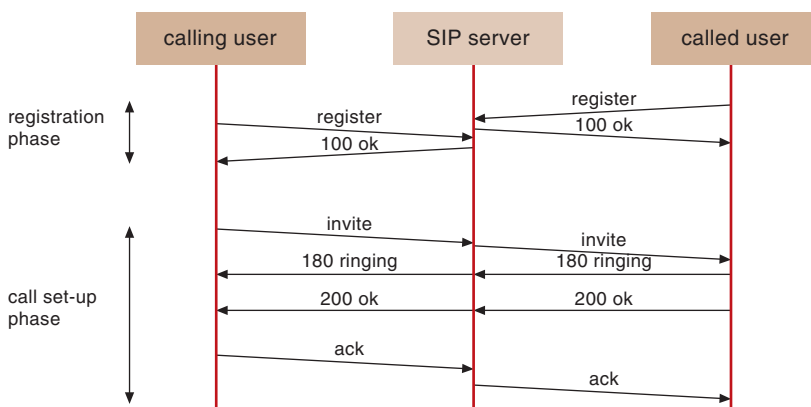 calling user
SIP server
called user
registration
phase
register
register
100 ok
100 ok
invite
invite
180 ringing
180 ringing
call set-up
phase
200 ok
200 ok
ack
ack